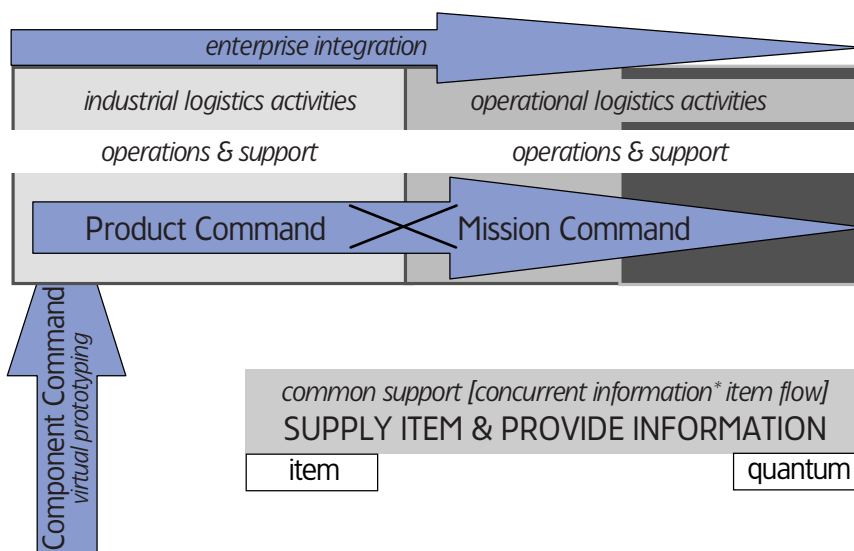 enterprise integration
industrial logistics activities
operational logistics activities
operations & support
operations & support
Product Command
Mission Command
Component Command
virtual prototyping
common support [concurrent information* item flow]
SUPPLY ITEM & PROVIDE INFORMATION
item
quantum